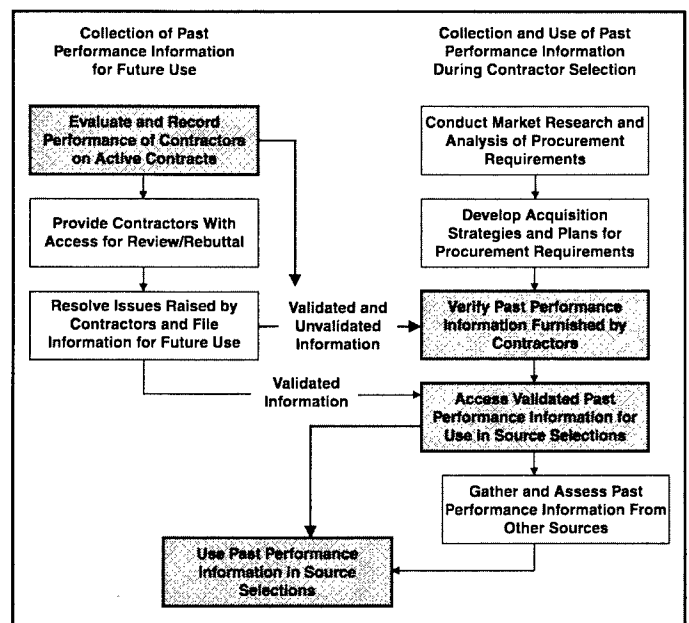 Collection of Past
Performance Information
for Future Use
Evaluate and Record
Performance of Contractors
on Active Contracts
Provide Contractors With
Access for Review/Rebuttal
Resolve Issues Raised by
Contractors and File
Information for Future Use
Validated and
Unvalidated
Information
Validated
Information
Collection and Use of Past
Performance Information
During Contractor Selection
Conduct Market Research and
Analysis of Procurement
Requirements
Develop Acquisition
Strategies and Plans for
Procurement Requirements
Verify Past Performance
Information Furnished by
Contractors
Access Validated Past
Performance Information for
Use in Source Selections
Gather and Assess Past
Performance Information From
Other Sources
Use Past Performance
Information in Source
Selections